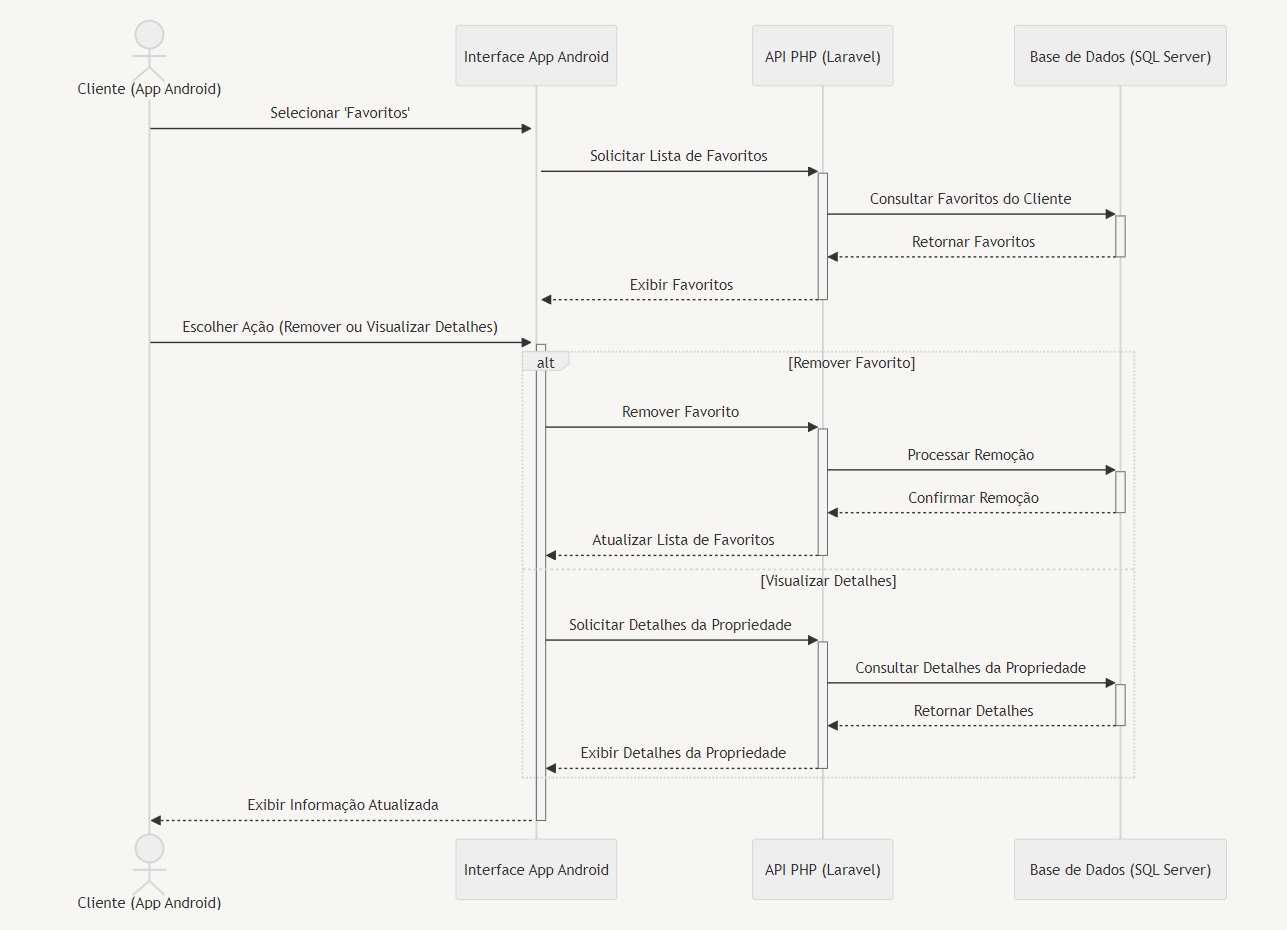 Cliente (App Android)
Interface App Android
API PHP (Laravel)
Base de Dados (SQL Server)
Selecionar 'Favoritos'
Solicitar Lista de Favoritos
Consultar Favoritos do Cliente
Retornar Favoritos
Exibir Favoritos
Escolher Ação (Remover ou Visualizar Detalhes)
alt
[Remover Favorito]
Remover Favorito
Processar Remoção
Confirmar Remoção
Atualizar Lista de Favoritos
[Visualizar Detalhes]
Solicitar Detalhes da Propriedade
Consultar Detalhes da Propriedade
Retornar Detalhes
Exibir Detalhes da Propriedade
Exibir Informação Atualizada
Interface App Android
API PHP (Laravel)
Base de Dados (SQL Server)
Cliente (App Android)